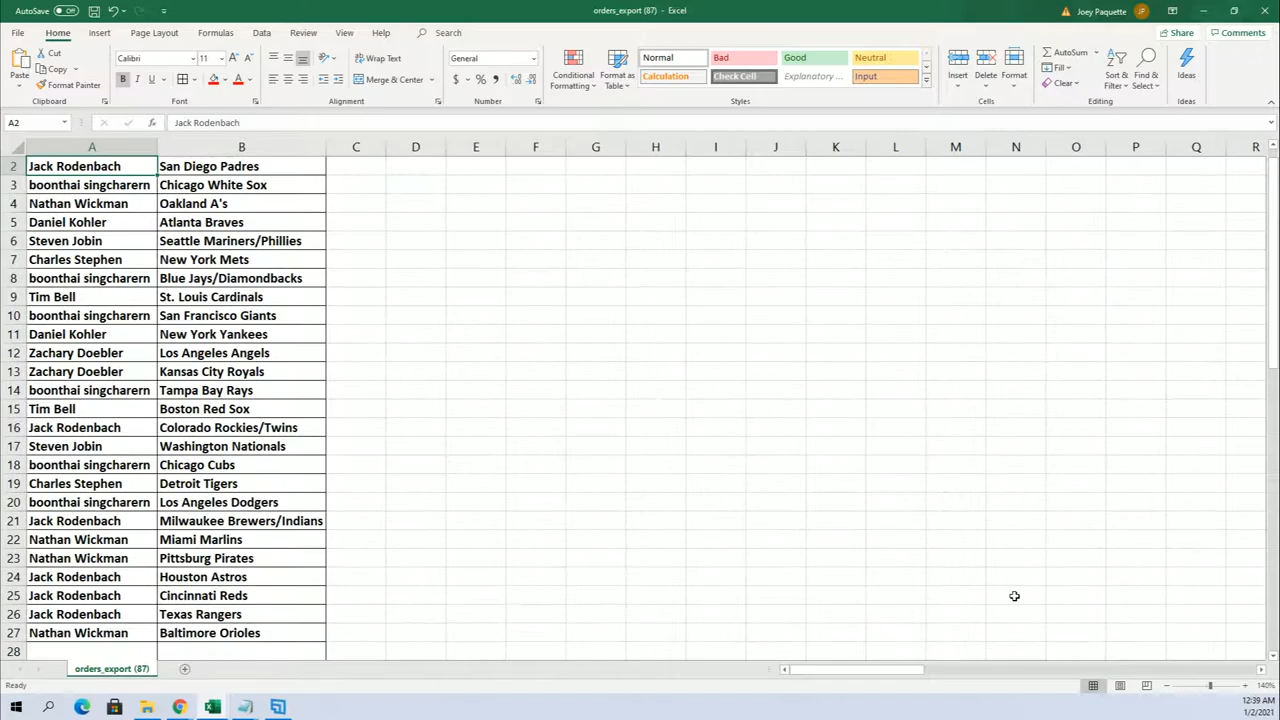 AutoSave Off orders_export (87) - Excel Joey Paquette JP
File Home Insert Page Layout Formulas Data Review View Help Search Share Comments
Paste Cut Copy Format Painter Clipboard
Calibri 11 A A B I U A Font
Wrap Text Merge & Center Alignment
General $ % Number
Conditional Formatting Format as Table
Normal Bad Good Neutral
Calculation Check Cell Explanatory ... Input
Styles
Insert Delete Format Cells
AutoSum Fill Clear Sort & Filter Find & Select Editing
Ideas Ideas
A2 fx Jack Rodenbach
A B C D E F G H I J K L M N O P Q R
2 Jack Rodenbach San Diego Padres
3 boonthai singcharern Chicago White Sox
4 Nathan Wickman Oakland A's
5 Daniel Kohler Atlanta Braves
6 Steven Jobin Seattle Mariners/Phillies
7 Charles Stephen New York Mets
8 boonthai singcharern Blue Jays/Diamondbacks
9 Tim Bell St. Louis Cardinals
10 boonthai singcharern San Francisco Giants
11 Daniel Kohler New York Yankees
12 Zachary Doebler Los Angeles Angels
13 Zachary Doebler Kansas City Royals
14 boonthai singcharern Tampa Bay Rays
15 Tim Bell Boston Red Sox
16 Jack Rodenbach Colorado Rockies/Twins
17 Steven Jobin Washington Nationals
18 boonthai singcharern Chicago Cubs
19 Charles Stephen Detroit Tigers
20 boonthai singcharern Los Angeles Dodgers
21 Jack Rodenbach Milwaukee Brewers/Indians
22 Nathan Wickman Miami Marlins
23 Nathan Wickman Pittsburg Pirates
24 Jack Rodenbach Houston Astros
25 Jack Rodenbach Cincinnati Reds
26 Jack Rodenbach Texas Rangers
27 Nathan Wickman Baltimore Orioles
28
orders_export (87)
Ready 140%
12:39 AM
1/2/2021